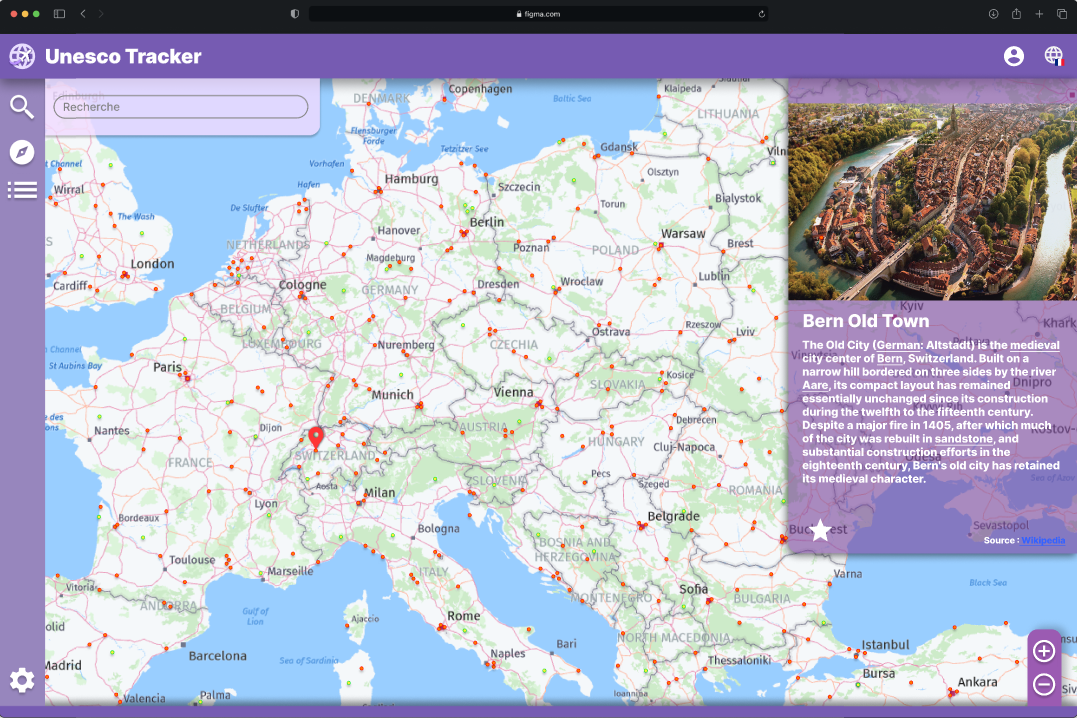 figma.com
Unesco Tracker
Recherche
DENMARK
Copenhagen
Baltic Sea
Klaipeda
LITHUANIA
Flensburger
Forde
Tetzitzer See
Gdansk
Vorhafen
Hafen
Channel
Wirral
The Wash
De Slufter
Hamburg
Szczecin
Olsztyn
Torun
Bialystok
Berlin
Hanover
NETHERLANDS
Magdeburg
Poznan
POLAND
Warsaw
Brest
London
Cardiff
Cologne
GERMANY
Dresden
Wroclaw
Lublin
BELGIUM
LUXEMBOURG
Nuremberg
CZECHIA
Ostrava
Rzeszow
Lviv
Kyiv
Bern Old Town
The Old City (German: Altstadt) is the medieval
city center of Bern, Switzerland. Built on a
narrow hill bordered on three sides by the river
Aare, its compact layout has remained
essentially unchanged since its construction
during the twelfth to the fifteenth century.
Despite a major fire in 1405, after which much
of the city was rebuilt in sandstone, and
substantial construction efforts in the
eighteenth century, Bern's old city has retained
its medieval character.
Dnipro
Channel
St Aubins Bay
Paris
Munich
Vienna
SLOVAKIA
Kosice
Nantes
Dijon
AUSTRIA
HUNGARY
Debrecen
Cluj-Napoca
FRANCE
SWITZERLAND
Aosta
Milan
ZSLOVENIA
Pecs
Szeged
ROMANIA
Lyon
Bordeaux
Bologna
Belgrade
Sevastopol
Source : Wikipedia
Toulouse
Marseille
BOSNIA AND
HERZEGOVINA
ITALY
Vitoria
ANDORRA
Gulf of
Lion
Ajaccio
MONTENEGRO
Sofia
BULGARIA
Varna
Black Sea
Rome
Bari
NORTH MACEDONIA
Istanbul
Madrid
Barcelona
Sea of Sardinia
Naples
Thessaloniki
Bursa
Ankara
Valencia
Palma
Ioannina